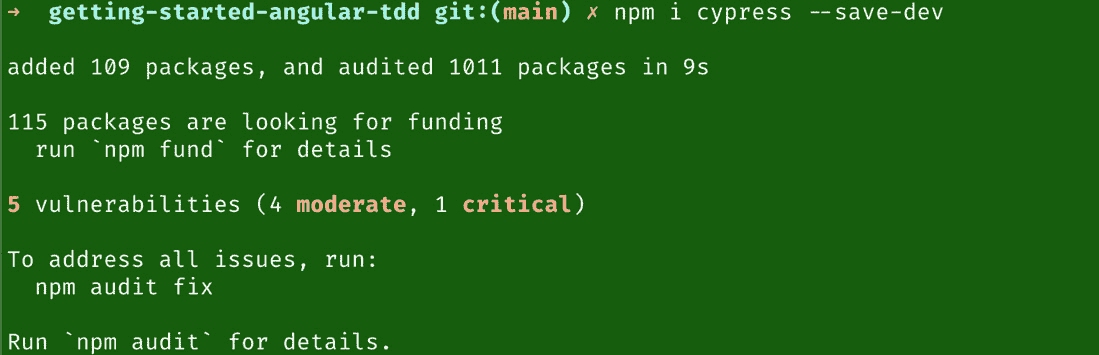 → getting-started-angular-tdd git:(main) ✗ npm i cypress --save-dev
added 109 packages, and audited 1011 packages in 9s
115 packages are looking for funding
  run `npm fund` for details
5 vulnerabilities (4 moderate, 1 critical)
To address all issues, run:
  npm audit fix
Run `npm audit` for details.